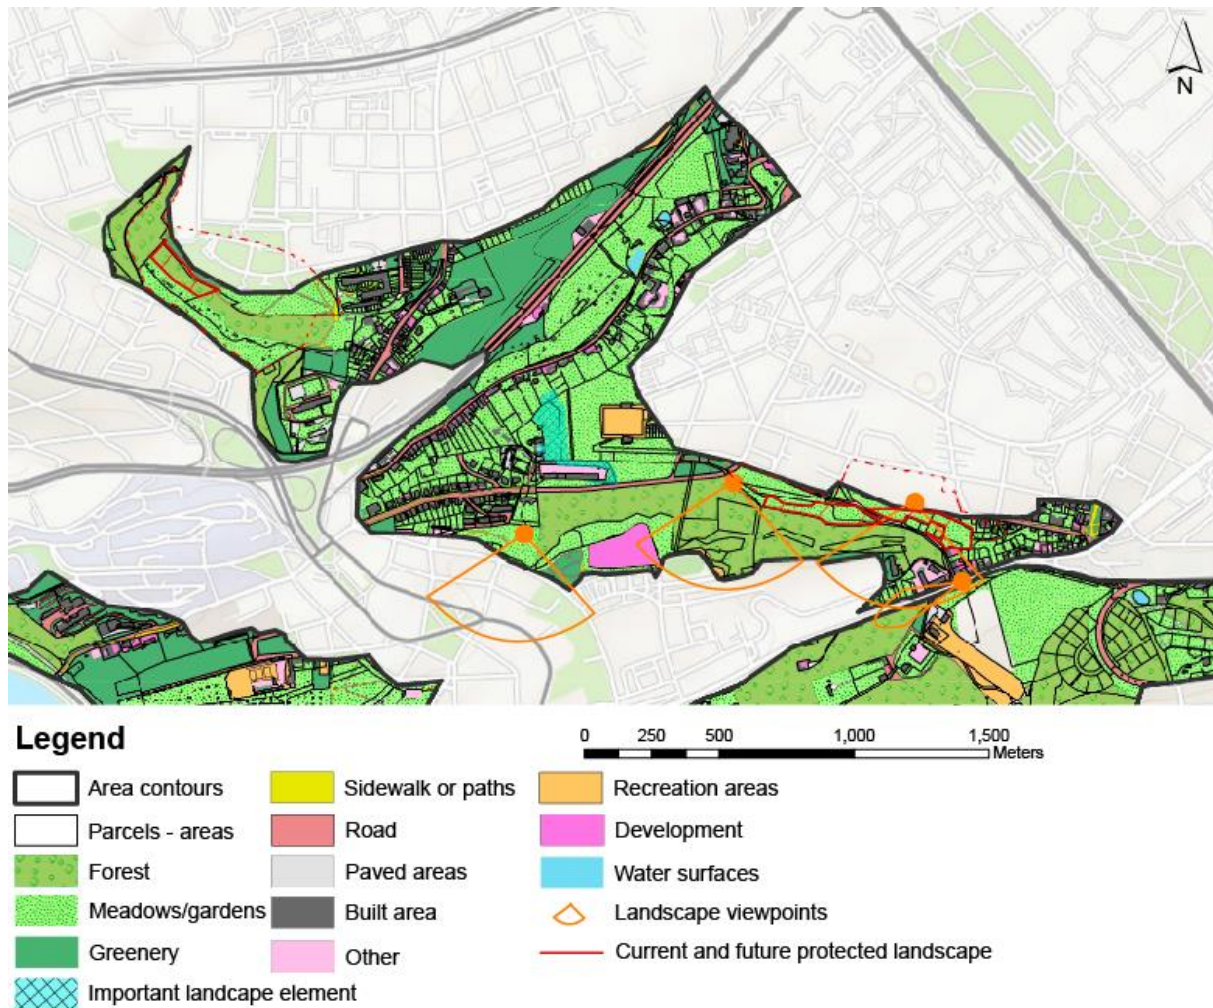 N
Legend
0 250 500 1,000 1,500
Meters
Area contours
Parcels - areas
Forest
Meadows/gardens
Greenery
Important landcape element
Sidewalk or paths
Road
Paved areas
Built area
Other
Recreation areas
Development
Water surfaces
Landscape viewpoints
Current and future protected landscape